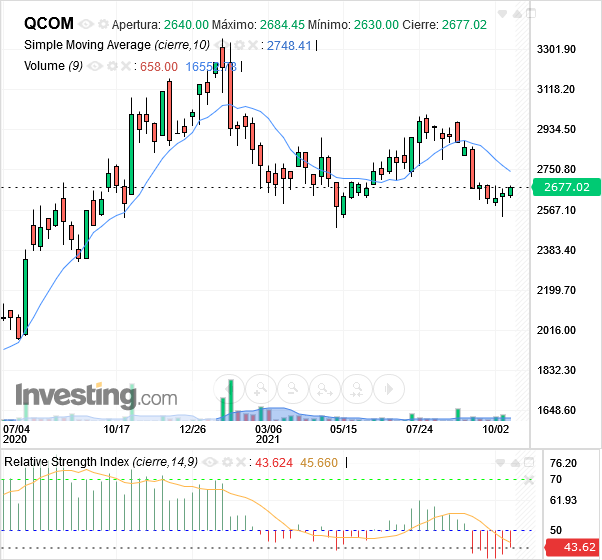 QCOM Apertura: 2640.00 Máximo: 2684.45 Mínimo: 2630.00 Cierre: 2677.02
Simple Moving Average (cierre,10) : 2748.41
Volume (9) : 658.00
3301.90
3118.20
2934.50
2750.80
2677.02
2567.10
2383.40
2299.70
2016.00
1832.30
1648.60
Investing.com
07/04 10/17 12/26 03/06 05/15 07/24 10/02
2020 2021
Relative Strength Index (cierre,14,9) : 43.624 45.660
76.20
70
61.93
50
43.62